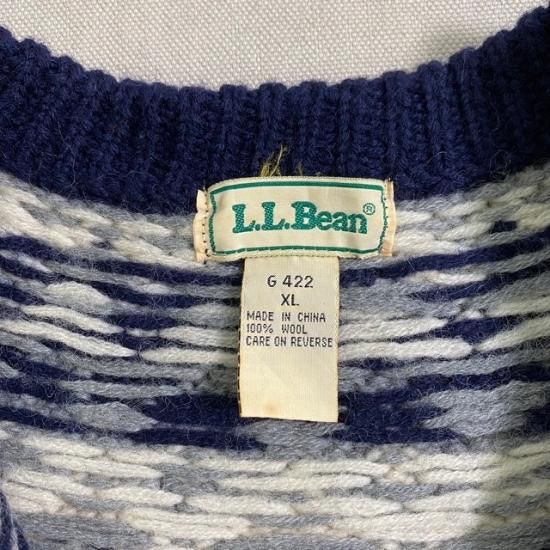 L.L.Bean®
G 422
XL
MADE IN CHINA
100% WOOL
CARE ON REVERSE